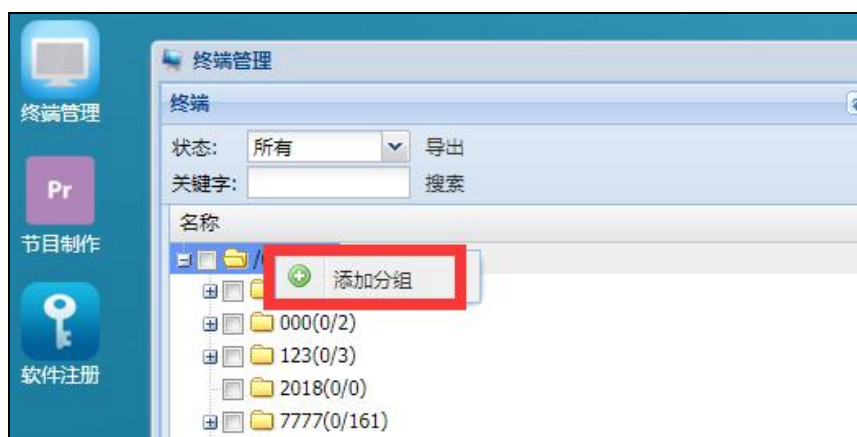 终端管理
Pr
节目制作
软件注册
终端管理
终端
状态: 所有 导出
关键字: 搜索
名称
添加分组
000(0/2)
123(0/3)
2018(0/0)
7777(0/161)